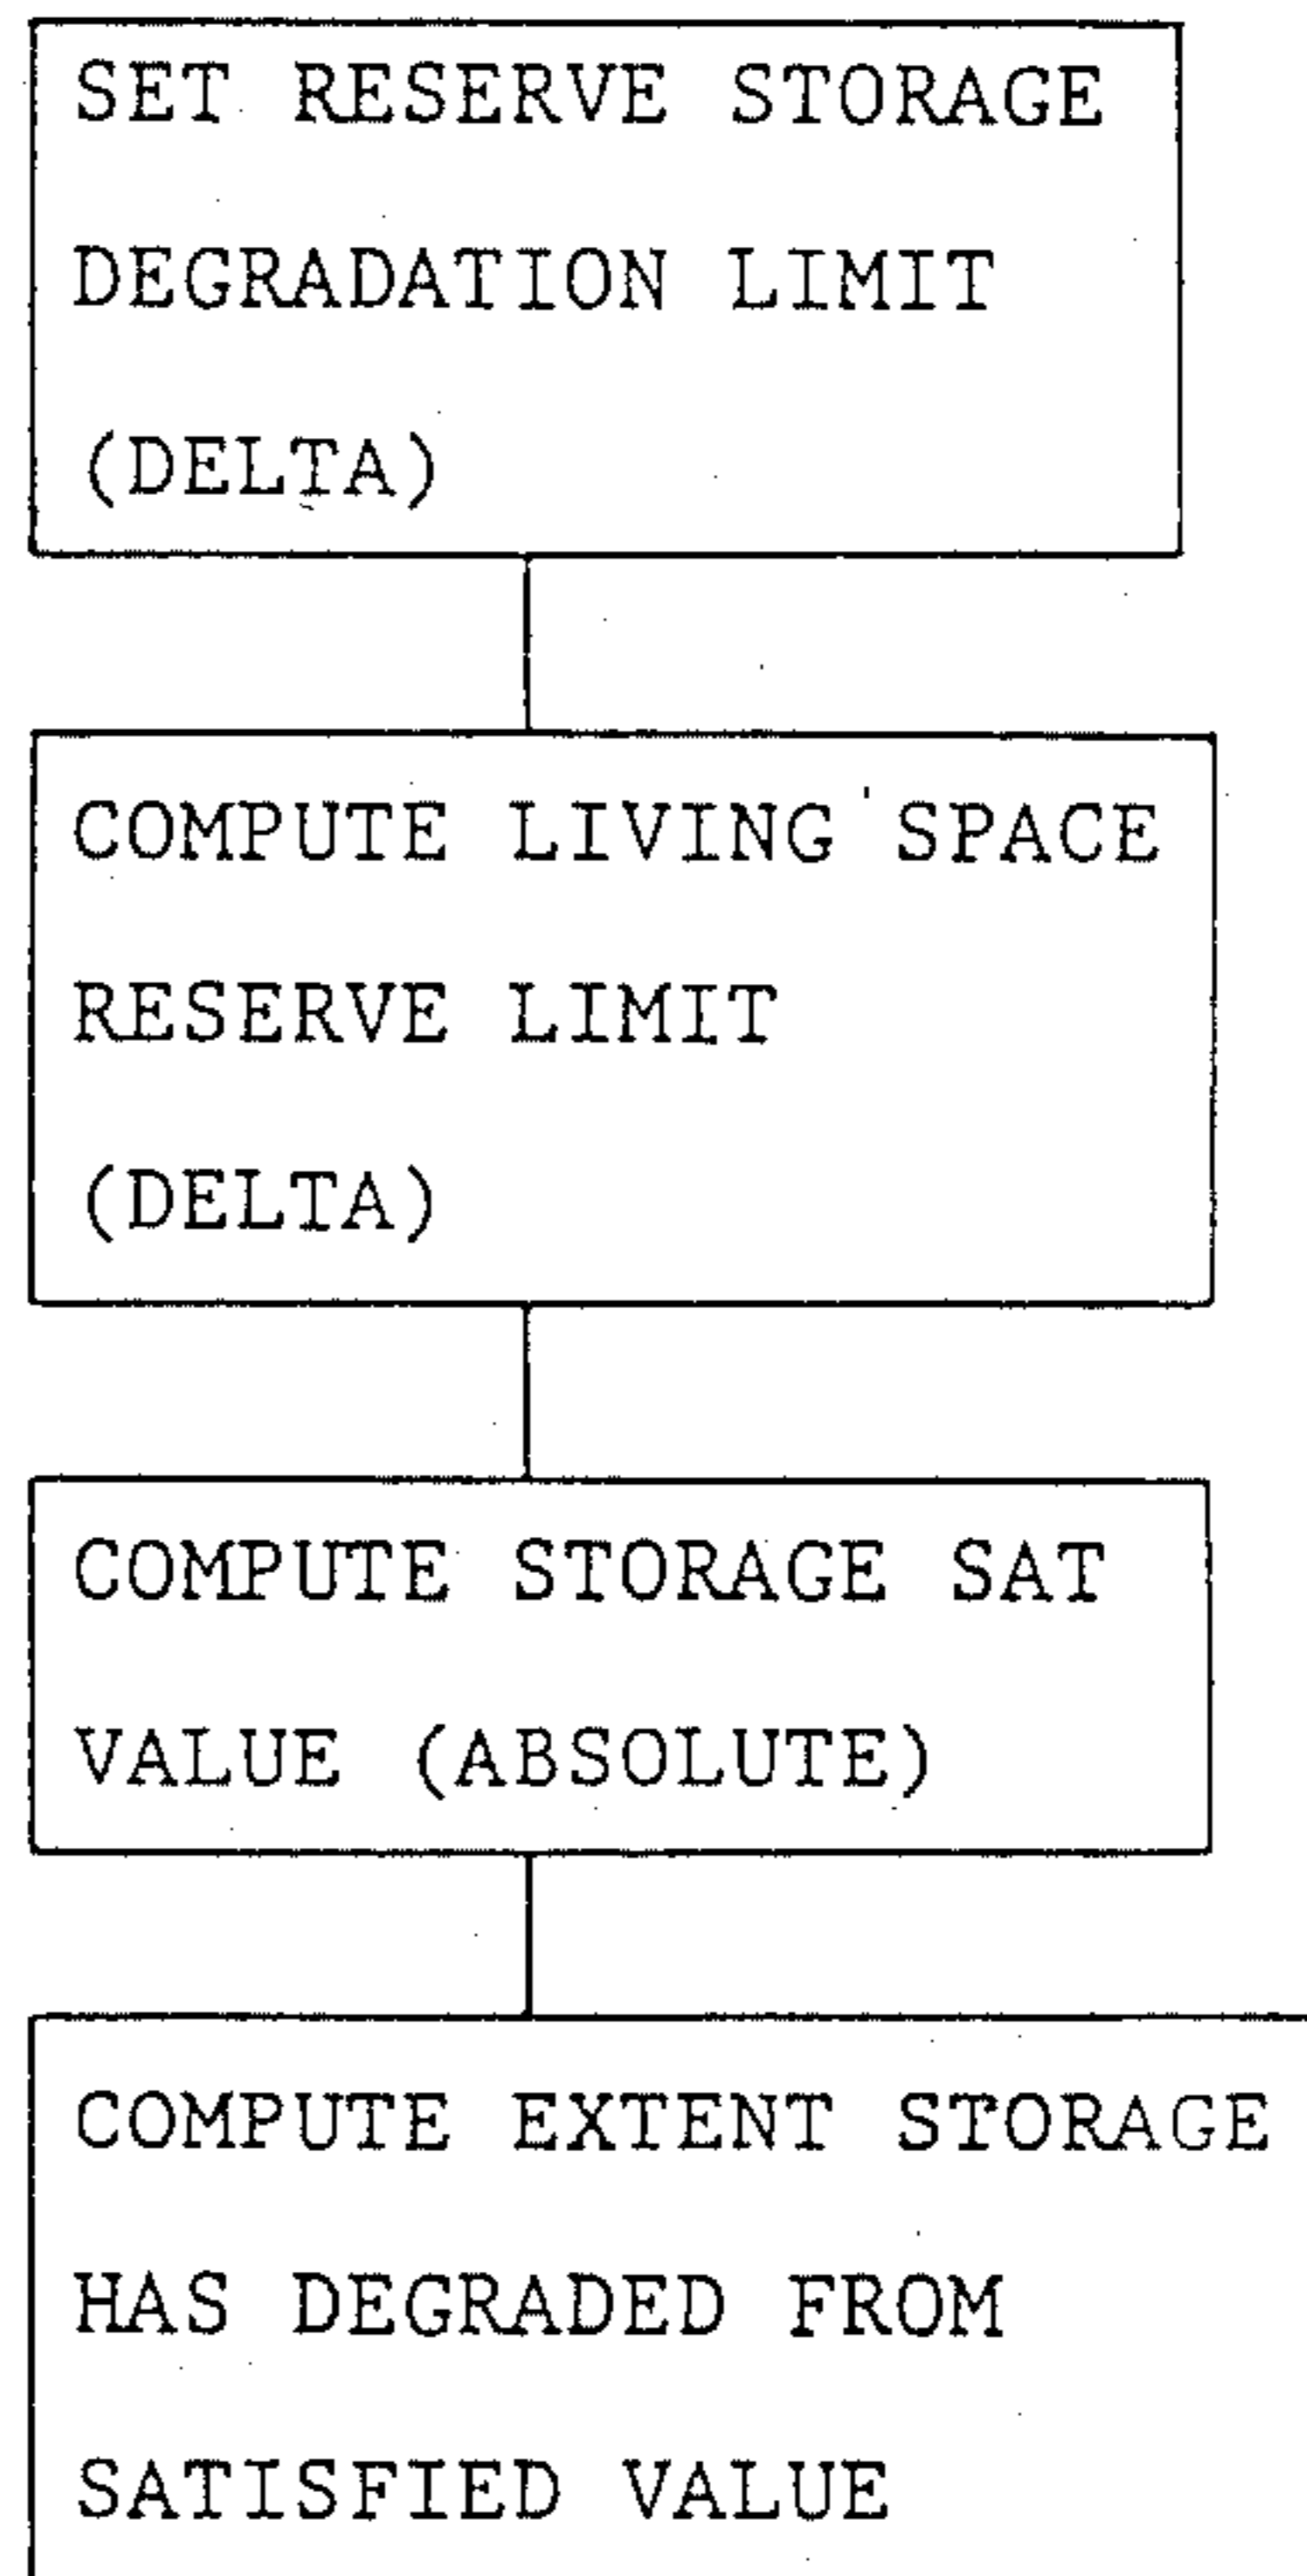 SET RESERVE STORAGE
DEGRADATION LIMIT
(DELTA)
COMPUTE LIVING SPACE
RESERVE LIMIT
(DELTA)
COMPUTE STORAGE SAT
VALUE (ABSOLUTE)
COMPUTE EXTENT STORAGE
HAS DEGRADED FROM
SATISFIED VALUE